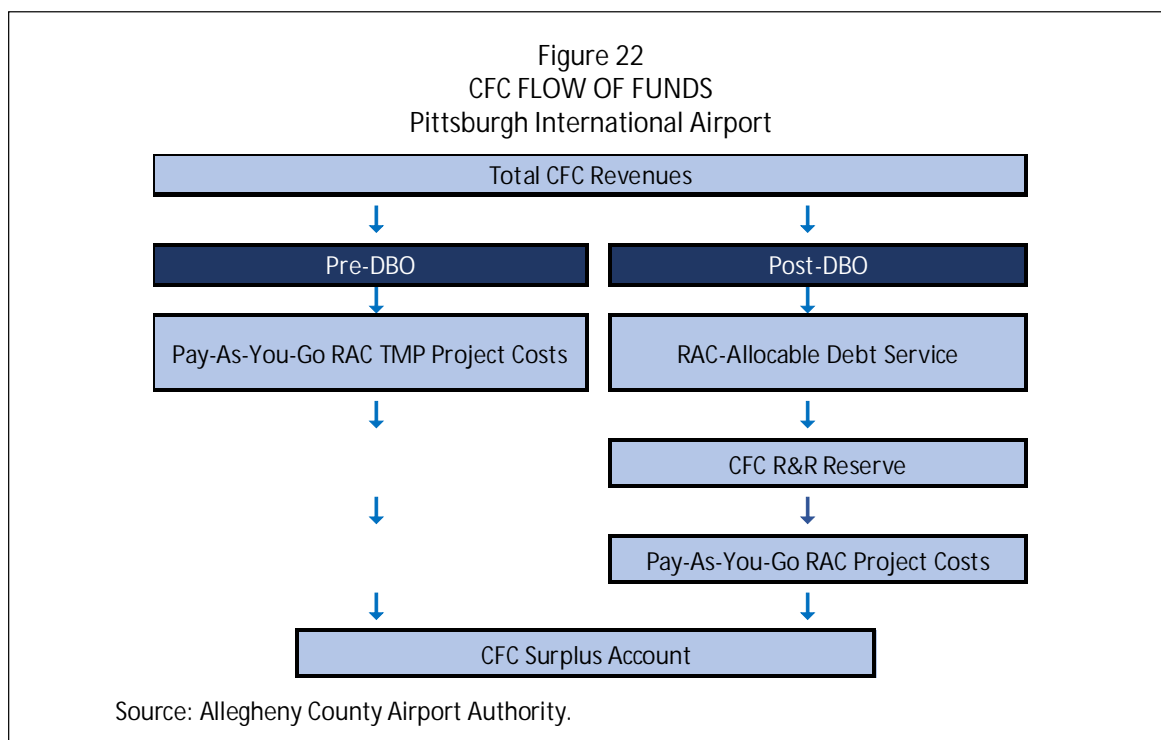 Figure 22
CFC FLOW OF FUNDS
Pittsburgh International Airport
Total CFC Revenues
Pre-DBO
Post-DBO
Pay-As-You-Go RAC TMP Project Costs
RAC-Allocable Debt Service
CFC R&R Reserve
Pay-As-You-Go RAC Project Costs
CFC Surplus Account
Source: Allegheny County Airport Authority.